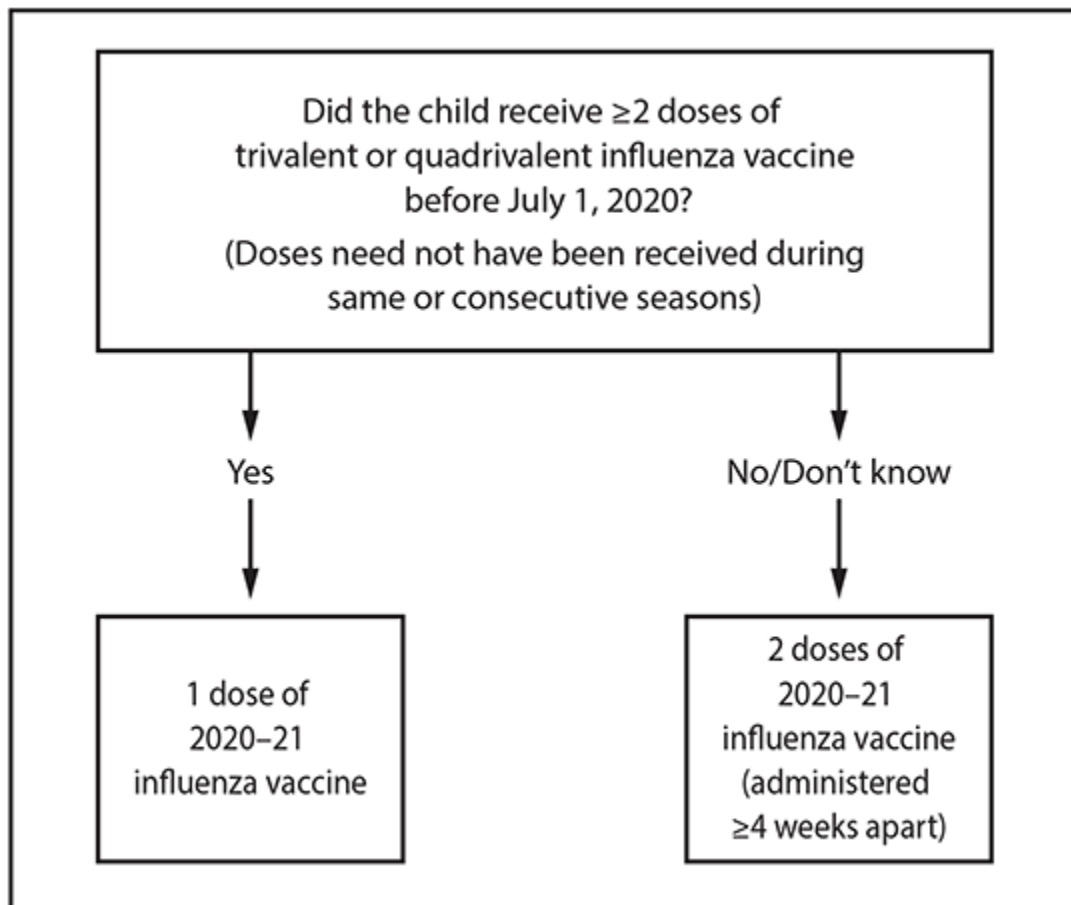 Did the child receive ≥2 doses of
trivalent or quadrivalent influenza vaccine
before July 1, 2020?
(Doses need not have been received during
same or consecutive seasons)
Yes
No/Don’t know
1 dose of
2020–21
influenza vaccine
2 doses of
2020–21
influenza vaccine
(administered
≥4 weeks apart)